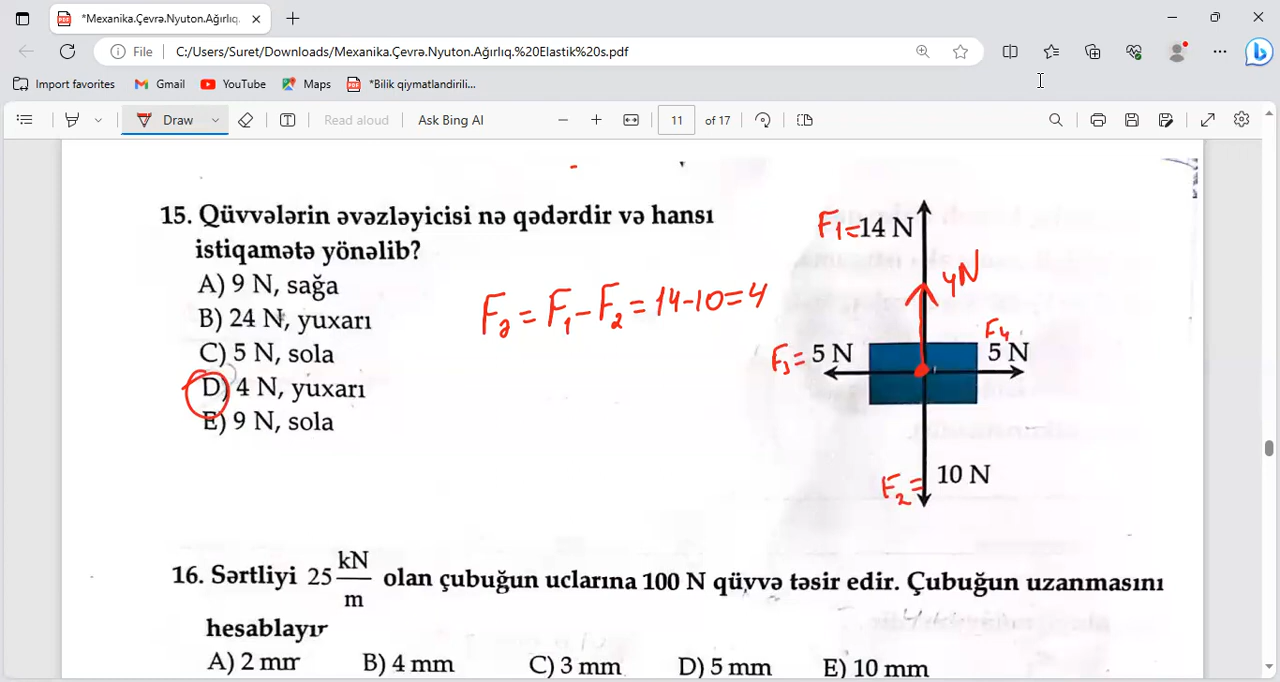 *Mexanika.Çevrə.Nyuton.Ağırlıq.
File C:/Users/Suret/Downloads/Mexanika.Çevrə.Nyuton.Ağırlıq.%20Elastik%20s.pdf
Import favorites Gmail YouTube Maps *Bilik qiymatlandirili...
Draw Read aloud Ask Bing AI 11 of 17
15. Qüvvələrin əvəzləyicisi nə qədərdir və hansı
istiqamətə yönəlib?
A) 9 N, sağa
B) 24 N, yuxarı
C) 5 N, sola
D) 4 N, yuxarı
E) 9 N, sola
F₂ = F₁ - F₂ = 14-10=4
F₁=14 N
4N
F₃= 5 N
F₄
5 N
F₂= 10 N
16. Sərtliyi 25 kN/m olan çubuğun uclarına 100 N qüvvə təsir edir. Çubuğun uzanmasını
hesablayır
A) 2 mm B) 4 mm C) 3 mm D) 5 mm E) 10 mm